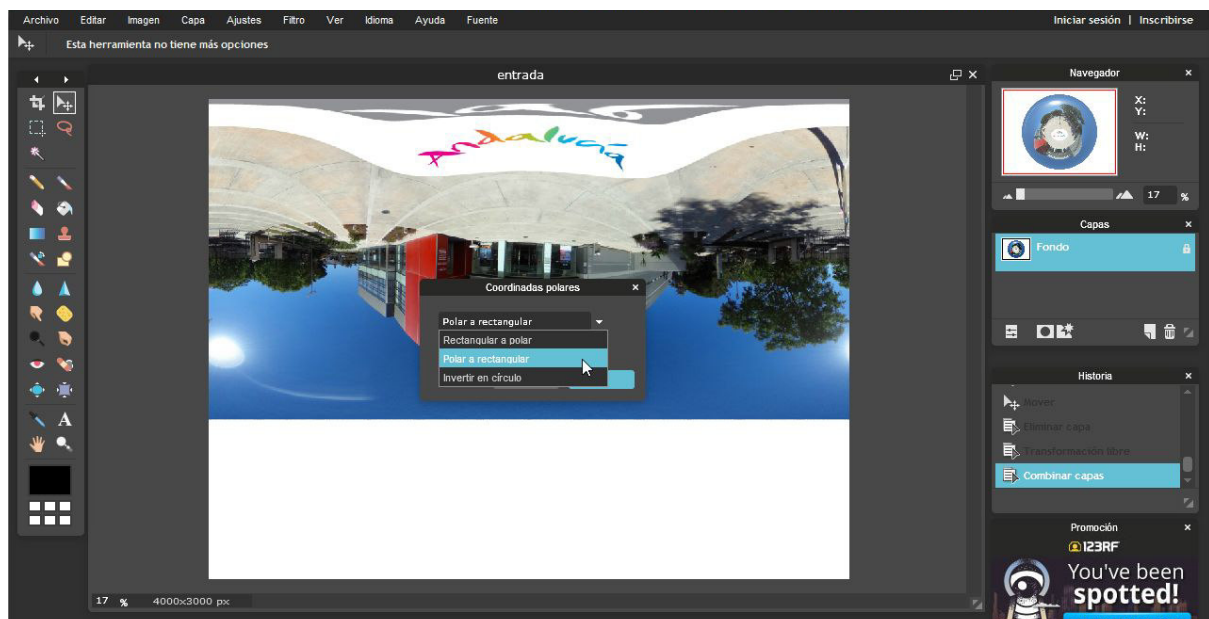 Archivo Editar Imagen Capa Ajustes Filtro Ver Idioma Ayuda Fuente Iniciar sesión | Inscribirse
Esta herramienta no tiene más opciones
entrada
Andalucía
Coordinadas polares
Polar a rectangular
Rectangular a polar
Polar a rectangular
Invertir en círculo
17 % 4000x3000 px
Navegador
X:
Y:
W:
H:
17 %
Capas
Fondo
Historia
Mover
Eliminar capa
Transformación libre
Combinar capas
Promoción
123RF
You've been
spotted!